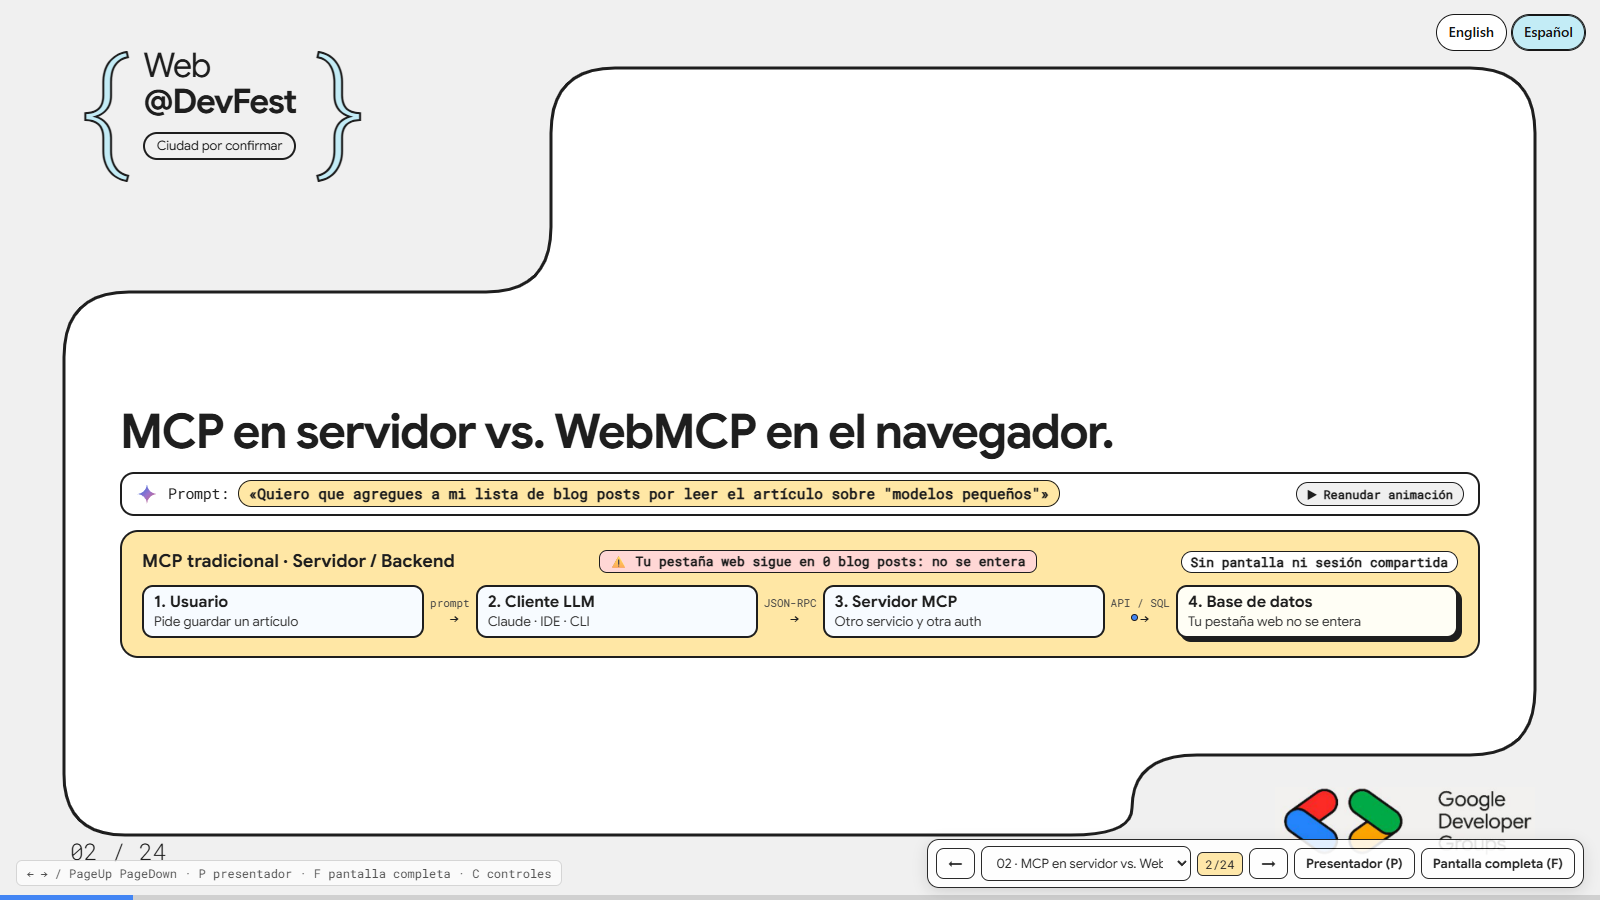 English
Español
Web
@DevFest
Ciudad por confirmar
MCP en servidor vs. WebMCP en el navegador.
Prompt: «Quiero que agregues a mi lista de blog posts por leer el artículo sobre "modelos pequeños"»
▶ Reanudar animación
MCP tradicional · Servidor / Backend
⚠ Tu pestaña web sigue en 0 blog posts: no se entera
Sin pantalla ni sesión compartida
1. Usuario
Pide guardar un artículo
prompt
→
2. Cliente LLM
Claude · IDE · CLI
JSON-RPC
→
3. Servidor MCP
Otro servicio y otra auth
API / SQL
→
4. Base de datos
Tu pestaña web no se entera
Google
Developer
Groups
02 / 24
← → / PageUp PageDown · P presentador · F pantalla completa · C controles
←
02 · MCP en servidor vs. Wet
2/24
→
Presentador (P)
Pantalla completa (F)